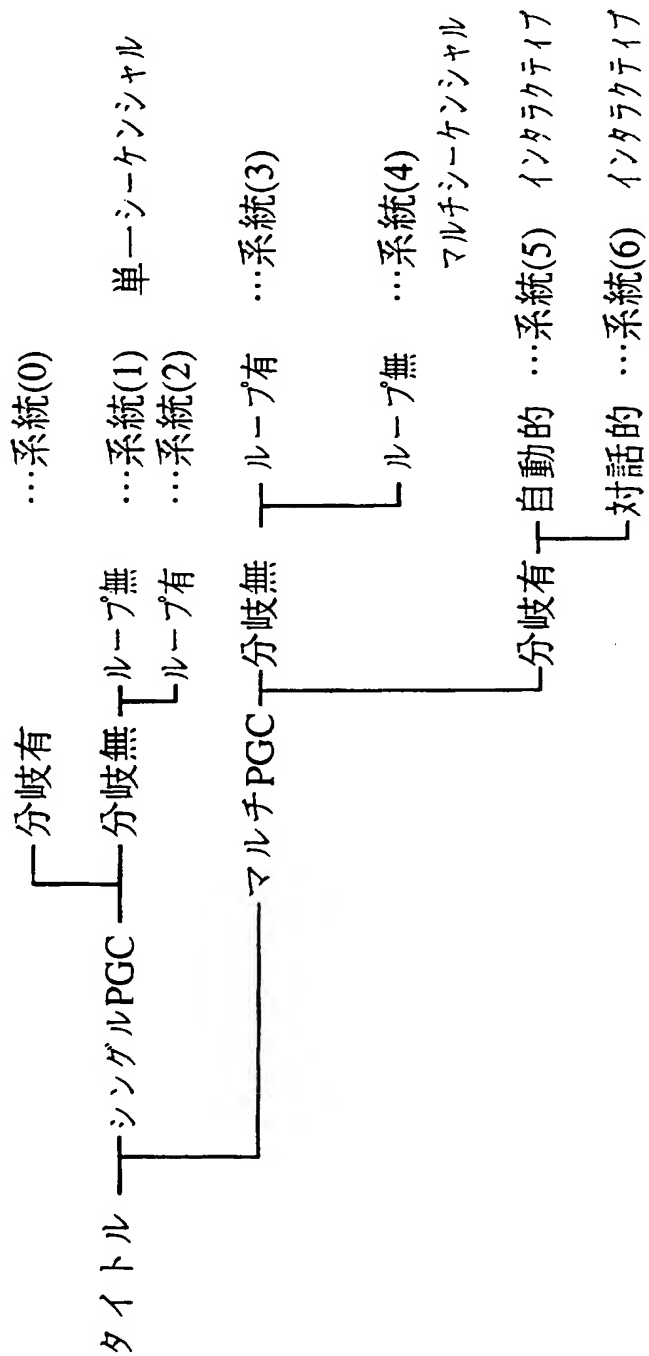 分岐有 …系統(0)
タイトル シングルPGC 分岐無 ループ無 …系統(1) 単一シーケンシャル
ループ有 …系統(2)
マルチPGC 分岐無 ループ有 …系統(3)
ループ無 …系統(4)
マルチシーケンシャル
分岐有 自動的 …系統(5) インタラクティブ
対話的 …系統(6) インタラクティブ